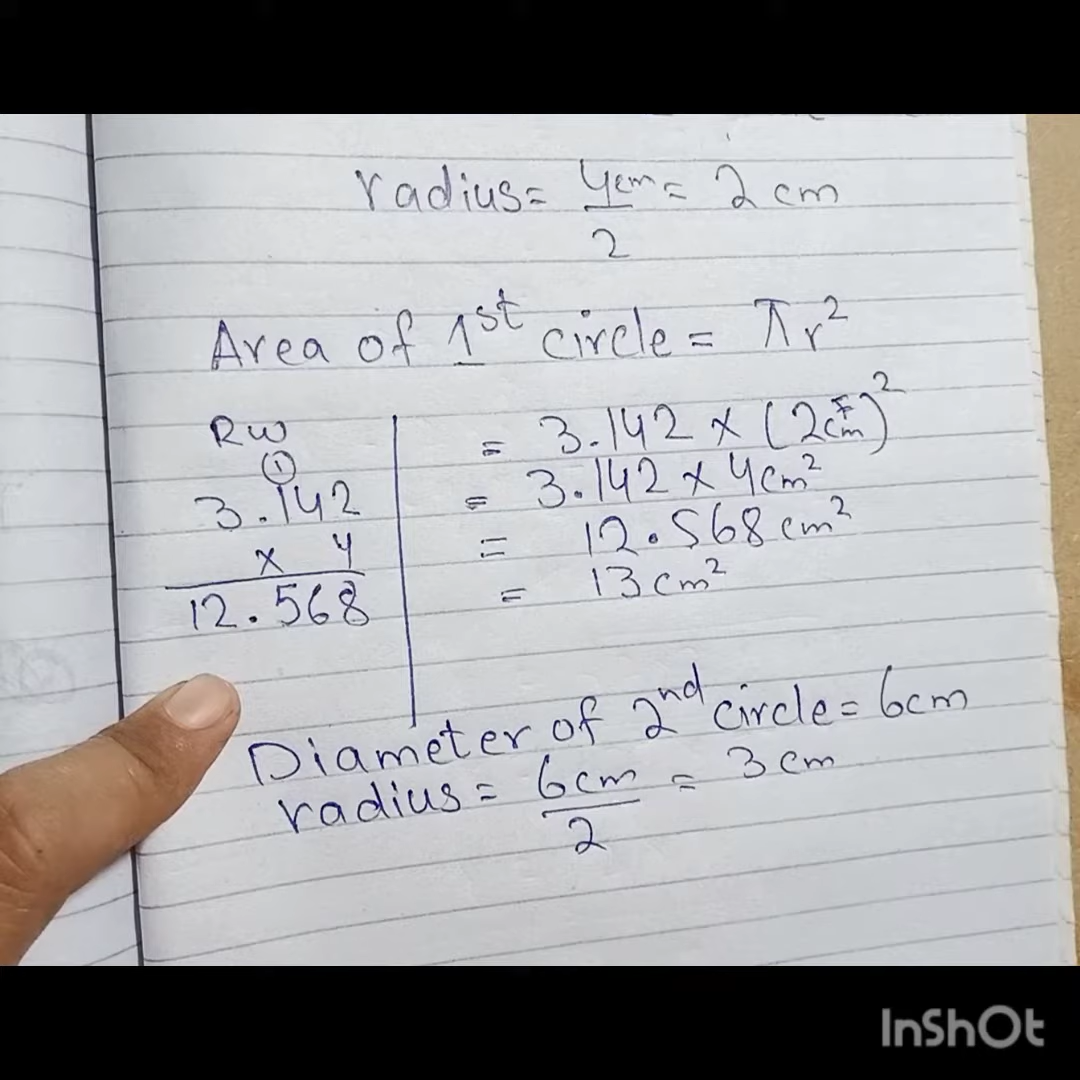 radius = 4cm/2 = 2 cm
Area of 1st circle = πr²
RW
= 3.142 x (2cm)²
①
3.142
= 3.142 x 4cm²
x 4
= 12.568 cm²
12.568
= 13 cm²
Diameter of 2nd circle = 6cm
radius = 6cm/2 = 3 cm
InShOt